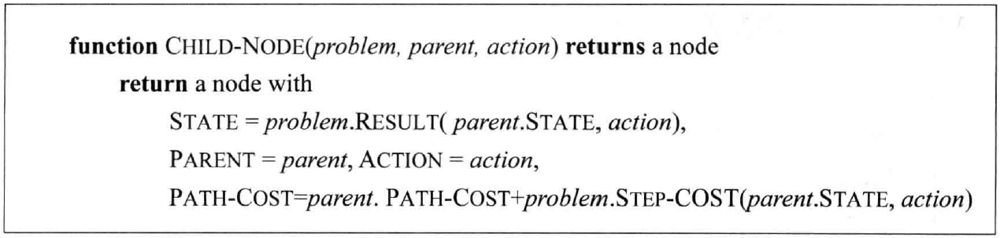 function CHILD-NODE(problem, parent, action) returns a node
return a node with
STATE = problem.RESULT( parent.STATE, action),
PARENT = parent, ACTION = action,
PATH-COST=parent. PATH-COST+problem.STEP-COST(parent.STATE, action)